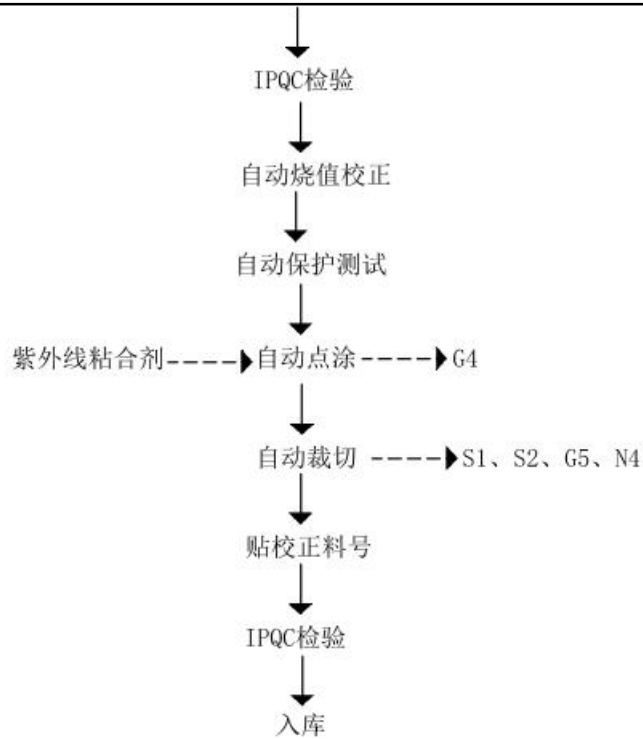 IPQC检验
自动烧值校正
自动保护测试
紫外线粘合剂 自动点涂 G4
自动裁切 S1、S2、G5、N4
贴校正料号
IPQC检验
入库